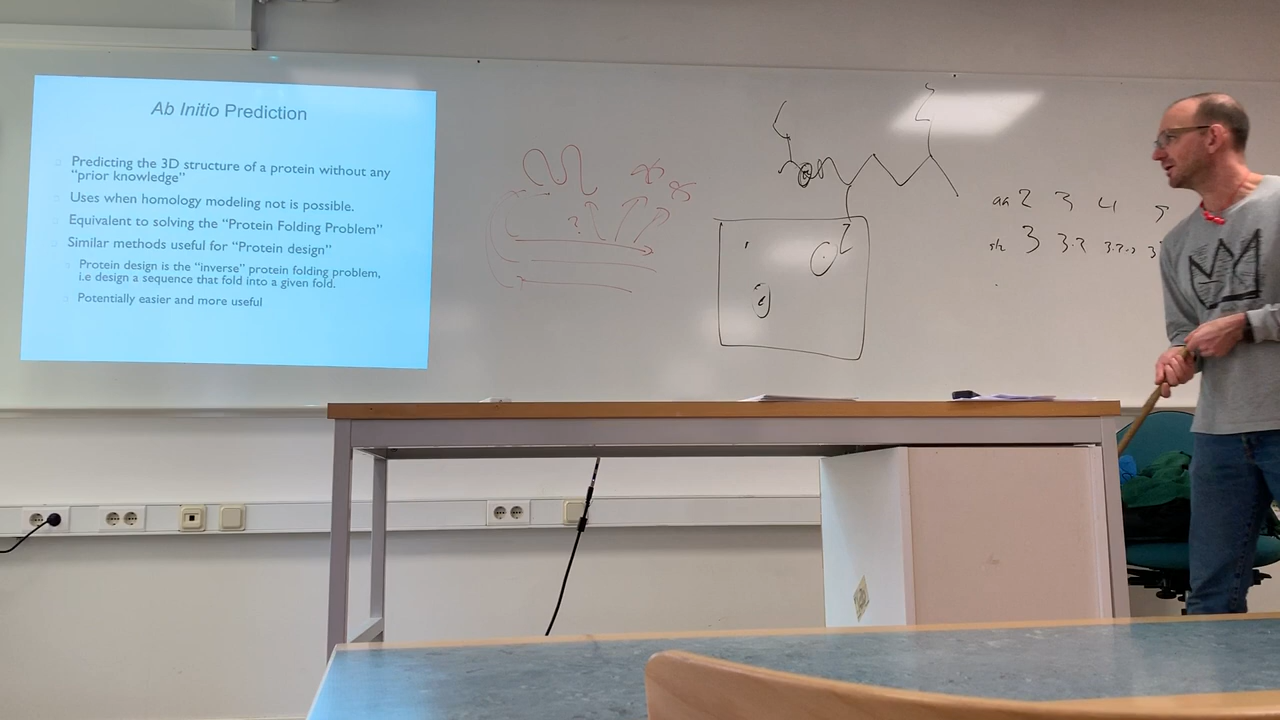 Ab Initio Prediction
Predicting the 3D structure of a protein without any
“prior knowledge”
Uses when homology modeling not is possible.
Equivalent to solving the “Protein Folding Problem”
Similar methods useful for “Protein design”
Protein design is the “inverse” protein folding problem,
i.e design a sequence that fold into a given fold.
Potentially easier and more useful
?
aa 2 3 4 5
3 3·3